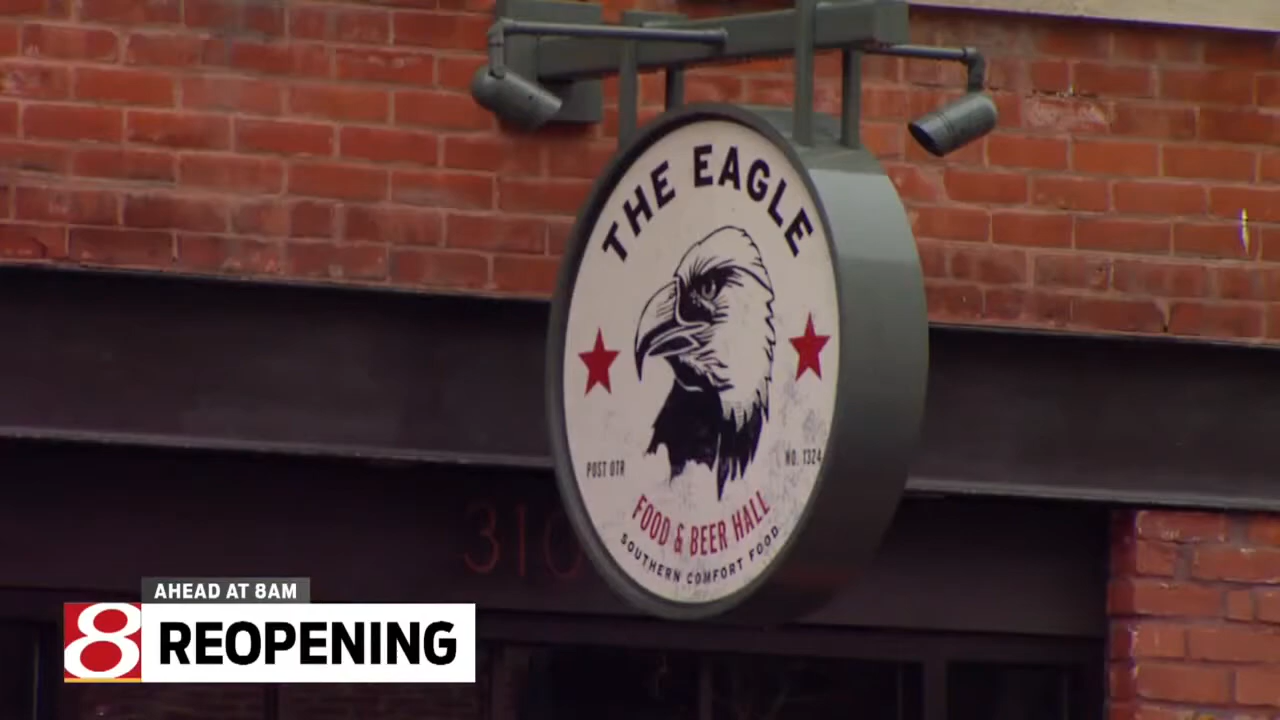 THE EAGLE
POST OTR
NO. 1324
FOOD & BEER HALL
SOUTHERN COMFORT FOOD
310
AHEAD AT 8AM
8
REOPENING